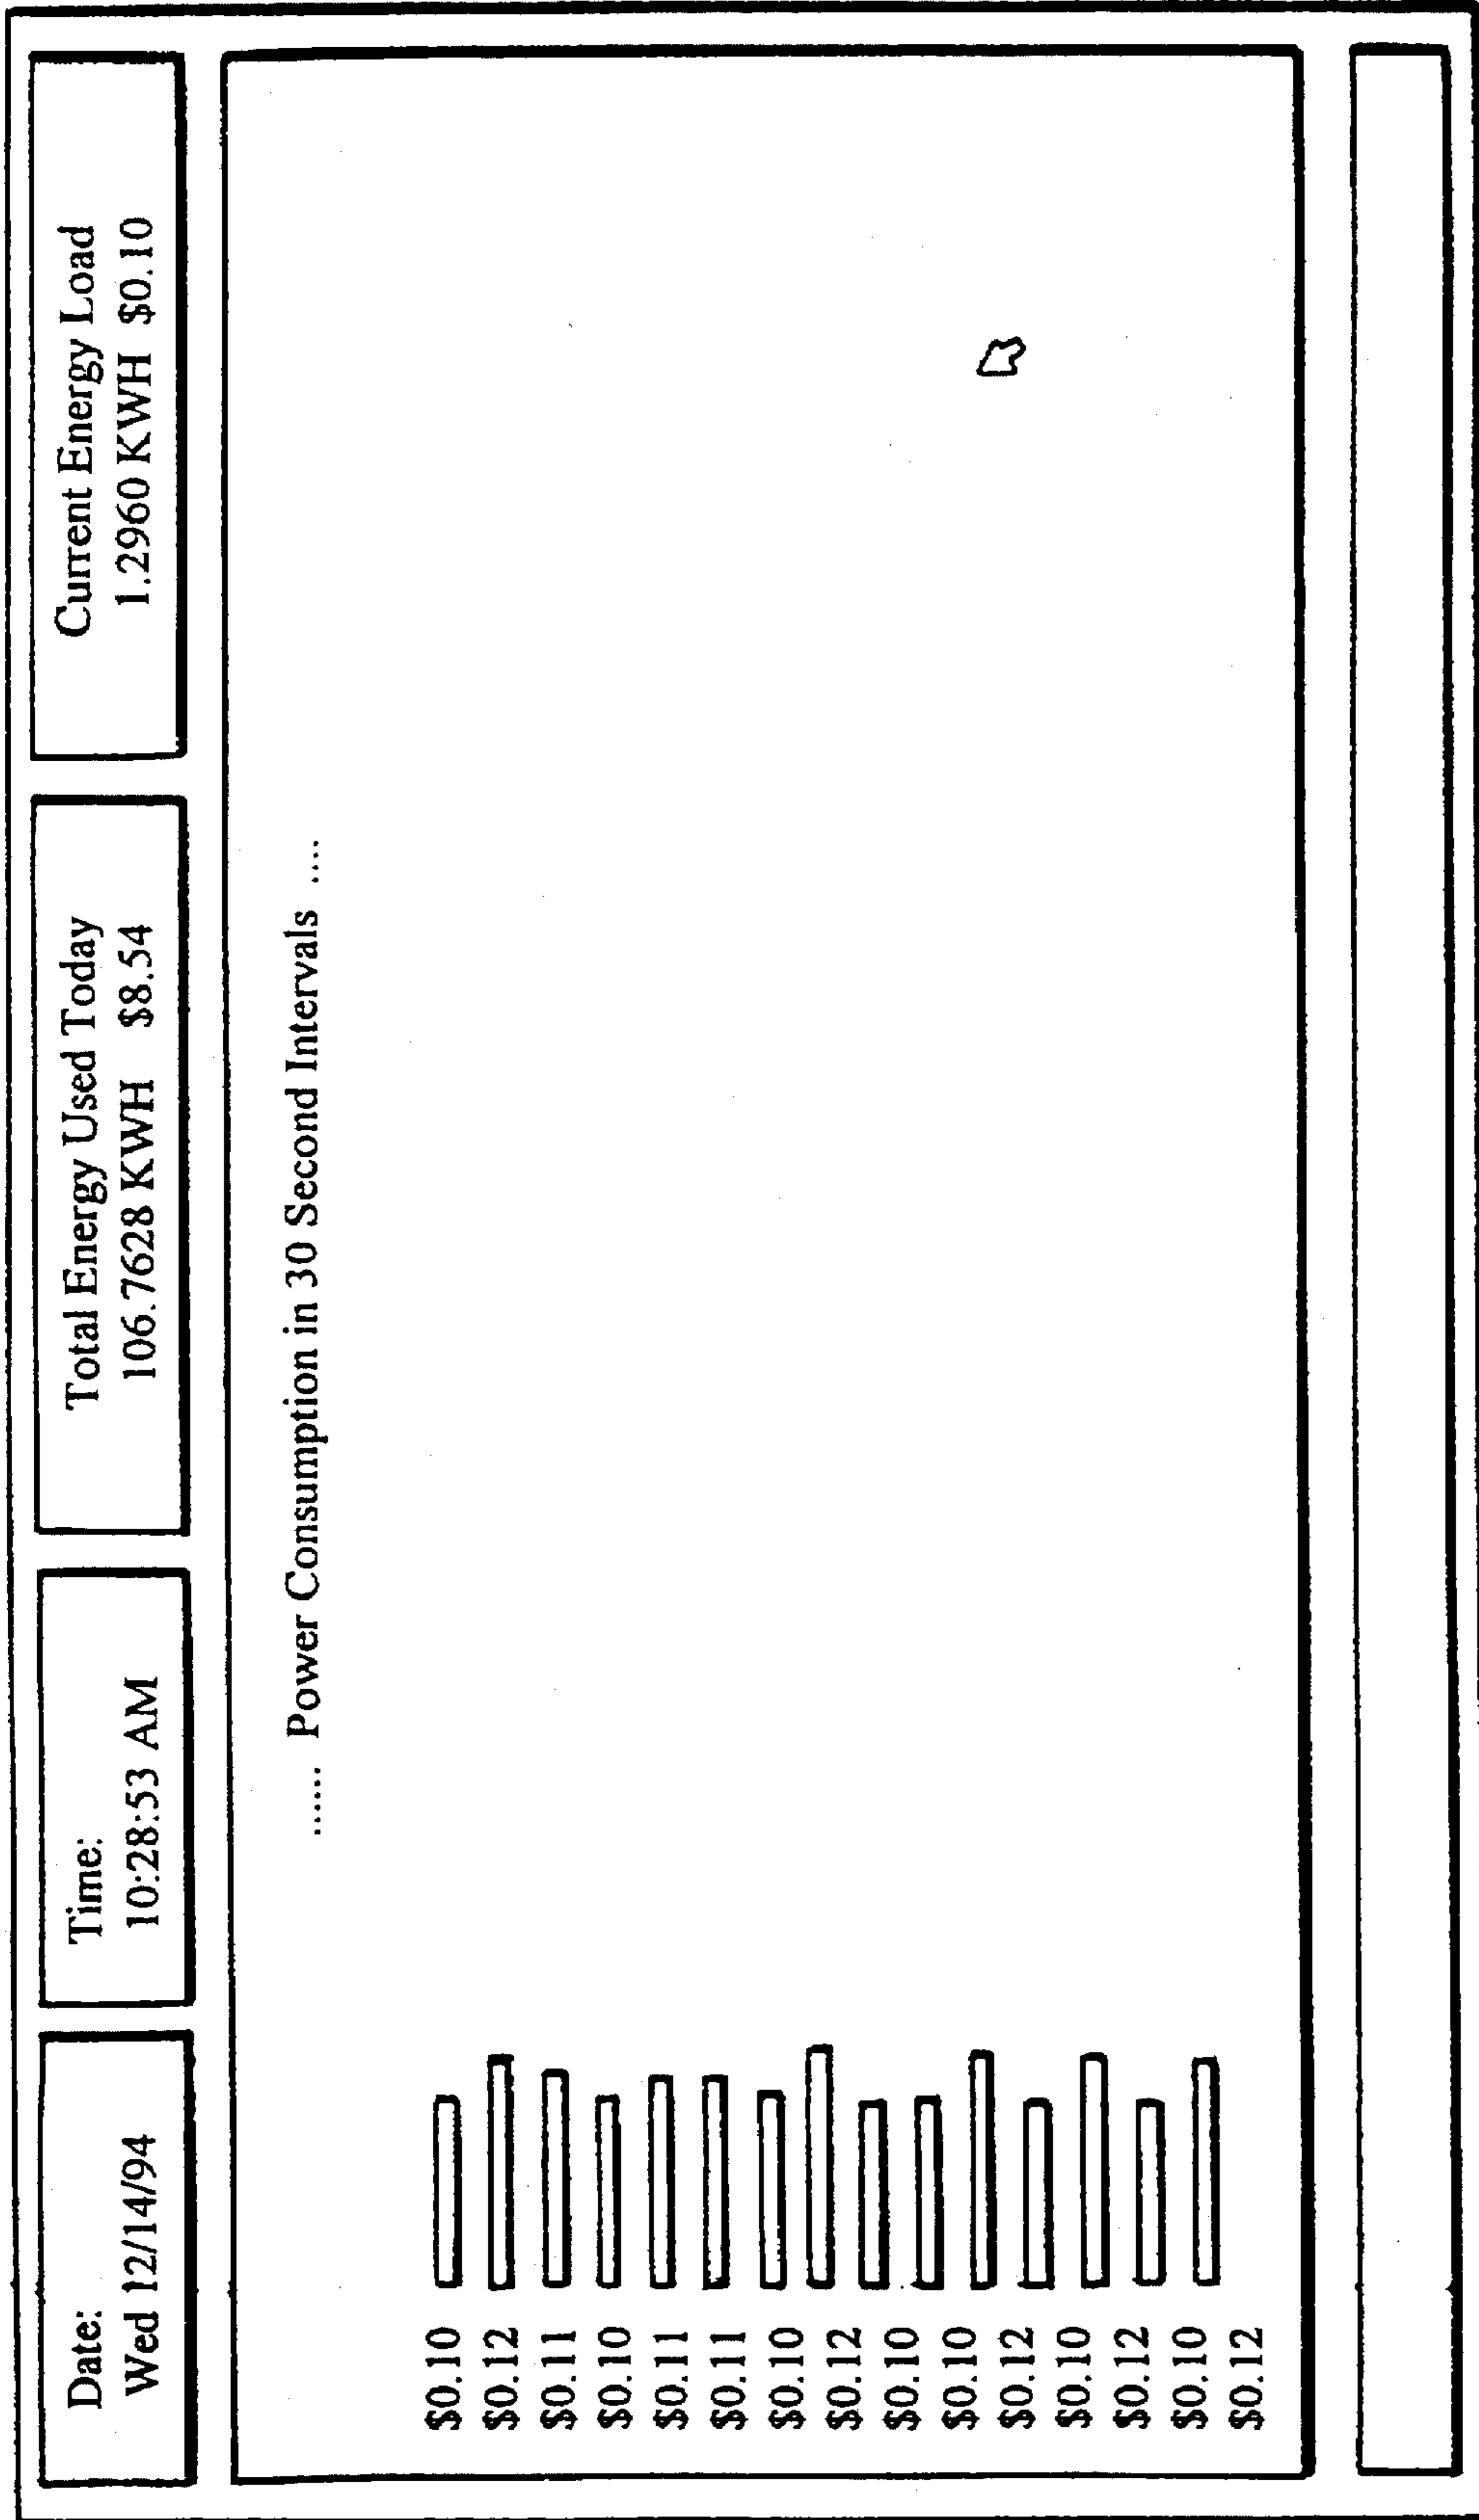 Date:
Wed 12/14/94
Time:
10:28:53 AM
Total Energy Used Today
106.7628 KWH $8.54
Current Energy Load
1.2960 KWH $0.10
...... Power Consumption in 30 Second Intervals ....
$0.10
$0.12
$0.11
$0.10
$0.11
$0.11
$0.10
$0.12
$0.10
$0.10
$0.12
$0.10
$0.12
$0.10
$0.12